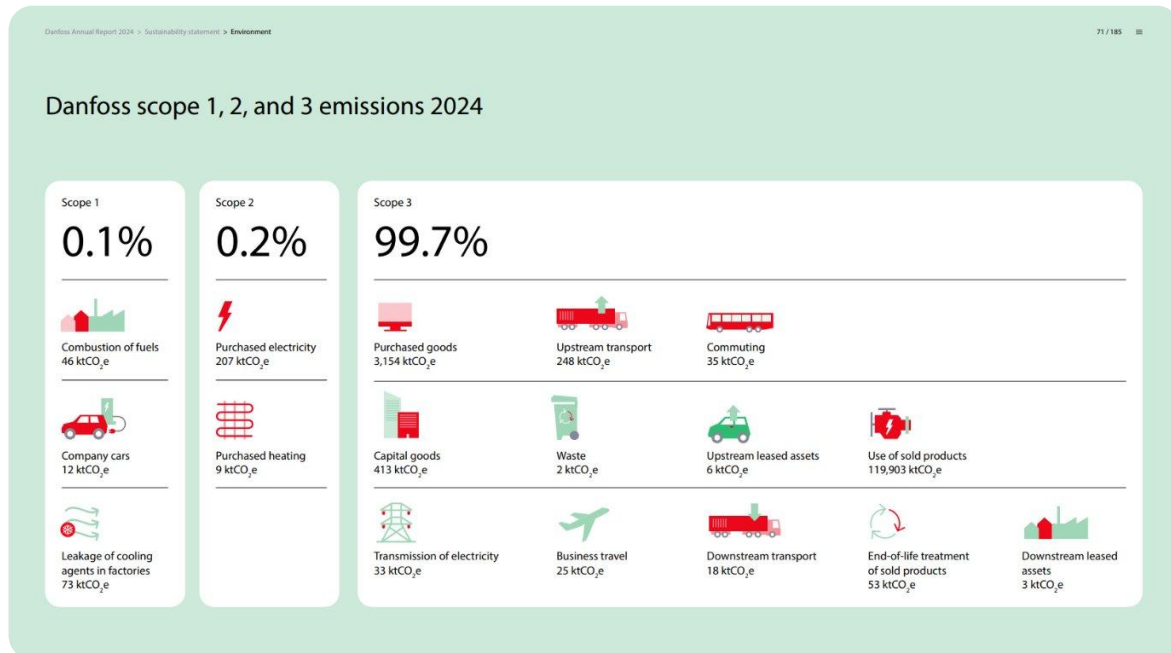 Danfoss Annual Report 2024 > Sustainability statement > Environment
71 / 185
Danfoss scope 1, 2, and 3 emissions 2024
Scope 1
0.1%
Combustion of fuels
46 ktCO₂e
Company cars
12 ktCO₂e
Leakage of cooling
agents in factories
73 ktCO₂e
Scope 2
0.2%
Purchased electricity
207 ktCO₂e
Purchased heating
9 ktCO₂e
Scope 3
99.7%
Purchased goods
3,154 ktCO₂e
Upstream transport
248 ktCO₂e
Commuting
35 ktCO₂e
Capital goods
413 ktCO₂e
Waste
2 ktCO₂e
Upstream leased assets
6 ktCO₂e
Use of sold products
119,903 ktCO₂e
Transmission of electricity
33 ktCO₂e
Business travel
25 ktCO₂e
Downstream transport
18 ktCO₂e
End-of-life treatment
of sold products
53 ktCO₂e
Downstream leased
assets
3 ktCO₂e